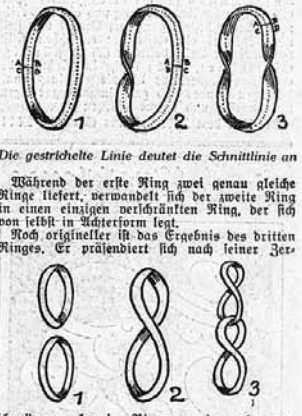 1 2 3
Die gestrichelte Linie deutet die Schnittlinie an
Während der erste Ring zwei genau gleiche
Ringe liefert, verwandelt sich der zweite Ring
in einen einzigen verschränkten Ring, der sich
von selbst in Achterform legt.
Noch origineller ist das Ergebnis des dritten
Ringes. Er präsendiert sich nach seiner Zer-
1 2 3